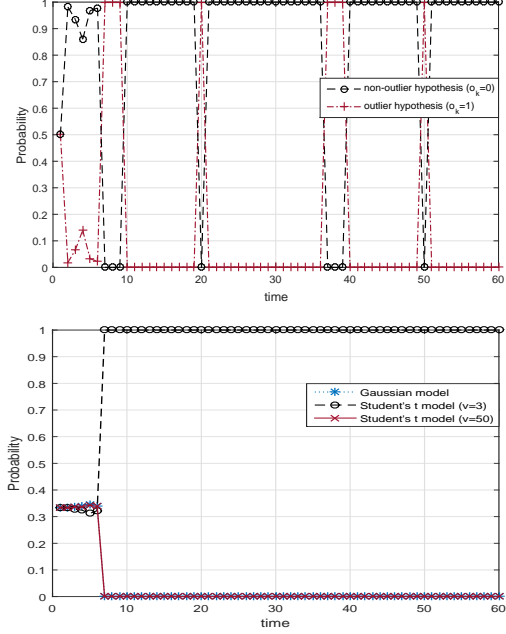 1
0.9
0.8
0.7
0.6
0.5
0.4
0.3
0.2
0.1
0
Probability
non-outlier hypothesis (ok=0)
outlier hypothesis (ok=1)
0 10 20 30 40 50 60
time
1
0.9
0.8
0.7
0.6
0.5
0.4
0.3
0.2
0.1
0
Probability
Gaussian model
Student's t model (v=3)
Student's t model (v=50)
0 10 20 30 40 50 60
time